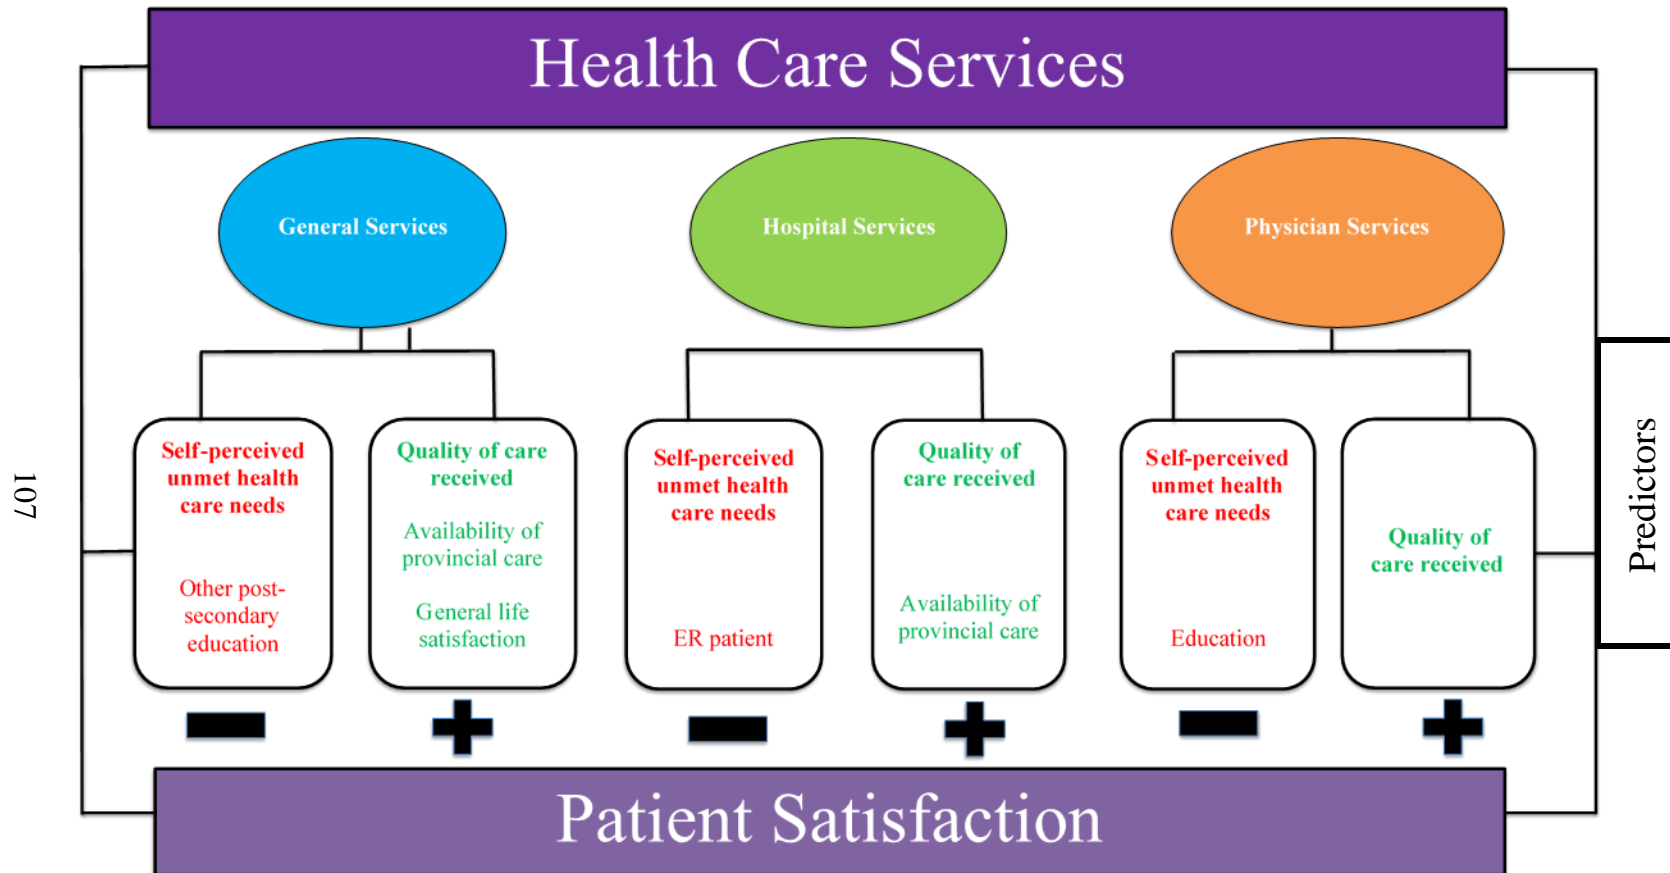 Health Care Services
General Services
Hospital Services
Physician Services
Self-perceived
unmet health
care needs
Other post-
secondary
education
Quality of care
received
Availability of
provincial care
General life
satisfaction
Self-perceived
unmet health
care needs
ER patient
Quality of
care received
Availability of
provincial care
Self-perceived
unmet health
care needs
Education
Quality of
care received
Predictors
107
Patient Satisfaction